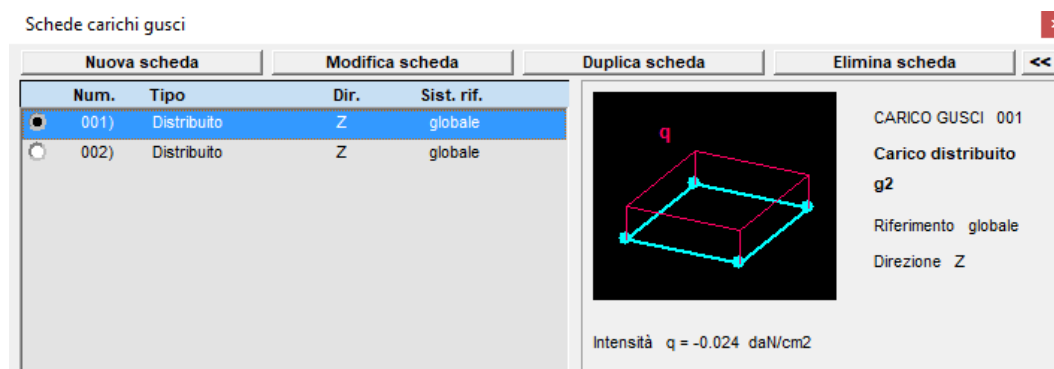 Schede carichi gusci
Nuova scheda Modifica scheda Duplica scheda Elimina scheda <<
Num. Tipo Dir. Sist. rif.
001) Distribuito Z globale
002) Distribuito Z globale
q
CARICO GUSCI 001
Carico distribuito
g2
Riferimento globale
Direzione Z
Intensità q = -0.024 daN/cm2